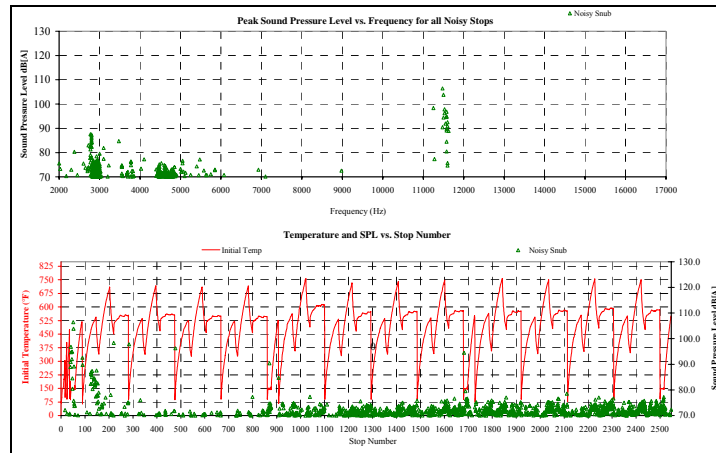 Peak Sound Pressure Level vs. Frequency for all Noisy Stops
Noisy Snub
Sound Pressure Level dB[A]
130
120
110
100
90
80
70
2000 3000 4000 5000 6000 7000 8000 9000 10000 11000 12000 13000 14000 15000 16000 17000
Frequency (Hz)
Temperature and SPL vs. Stop Number
Initial Temp
Noisy Snub
Initial Temperature (°F)
825
750
675
600
525
450
375
300
225
150
75
0
130.0
120.0
110.0
100.0
90.0
80.0
70.0
Sound Pressure Level dB[A]
0 100 200 300 400 500 600 700 800 900 1000 1100 1200 1300 1400 1500 1600 1700 1800 1900 2000 2100 2200 2300 2400 2500
Stop Number